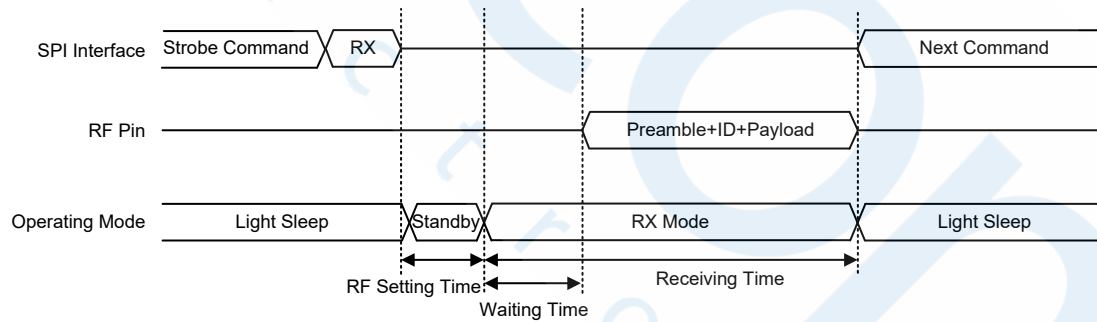 SPI Interface Strobe Command RX Next Command
RF Pin Preamble+ID+Payload
Operating Mode Light Sleep Standby RX Mode Light Sleep
RF Setting Time Receiving Time
Waiting Time